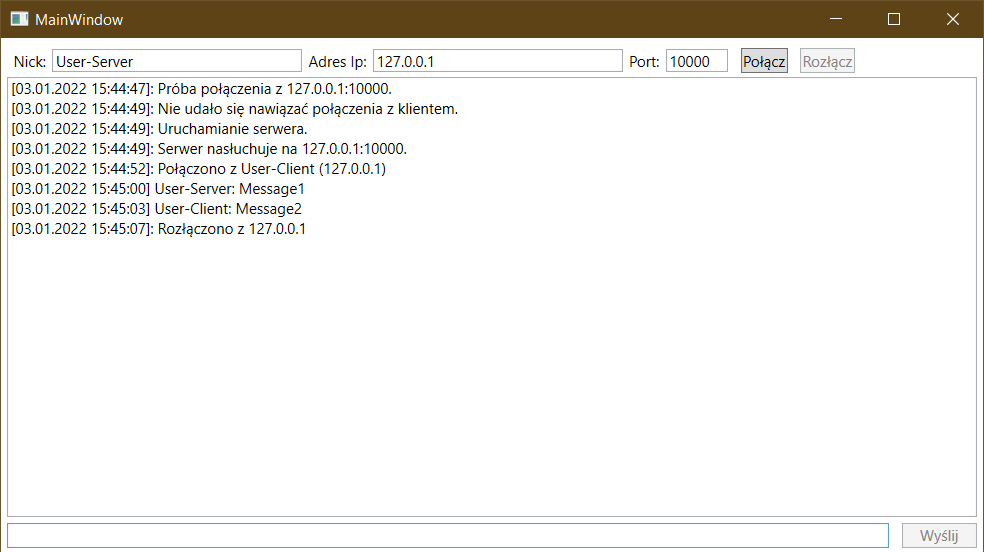 MainWindow
Nick: User-Server Adres Ip: 127.0.0.1 Port: 10000 Połącz Rozłącz
[03.01.2022 15:44:47]: Próba połączenia z 127.0.0.1:10000.
[03.01.2022 15:44:49]: Nie udało się nawiązać połączenia z klientem.
[03.01.2022 15:44:49]: Uruchamianie serwera.
[03.01.2022 15:44:49]: Serwer nasłuchuje na 127.0.0.1:10000.
[03.01.2022 15:44:52]: Połączono z User-Client (127.0.0.1)
[03.01.2022 15:45:00] User-Server: Message1
[03.01.2022 15:45:03] User-Client: Message2
[03.01.2022 15:45:07]: Rozłączono z 127.0.0.1
Wyślij